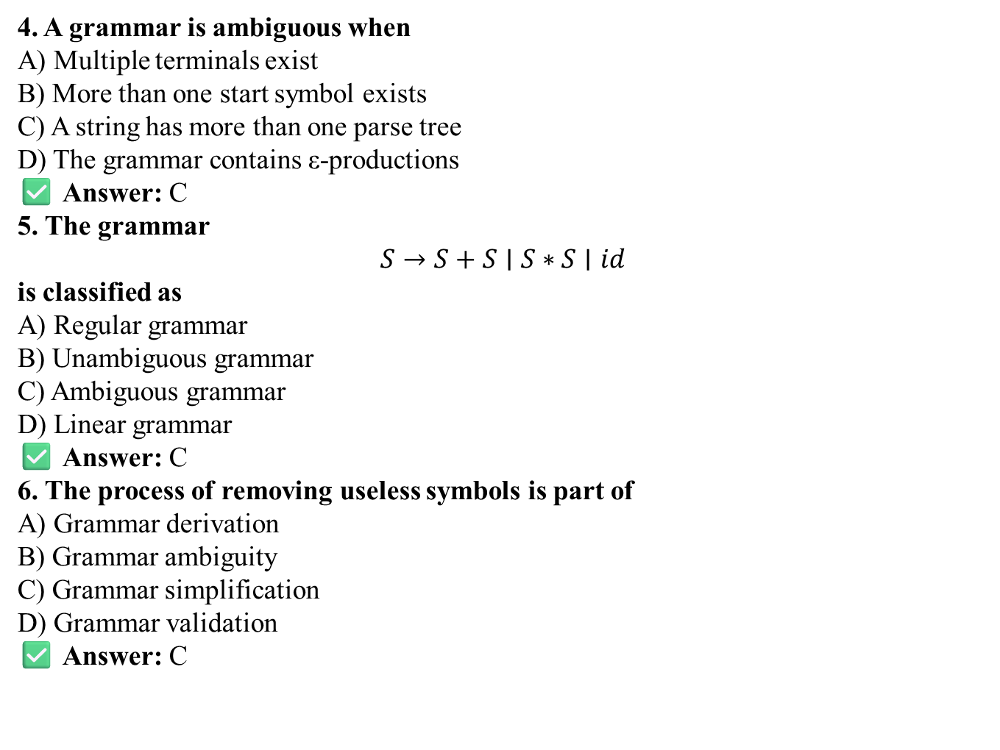 4. A grammar is ambiguous when
A) Multiple terminals exist
B) More than one start symbol exists
C) A string has more than one parse tree
D) The grammar contains ε-productions
✅ Answer: C
5. The grammar
S → S + S | S * S | id
is classified as
A) Regular grammar
B) Unambiguous grammar
C) Ambiguous grammar
D) Linear grammar
✅ Answer: C
6. The process of removing useless symbols is part of
A) Grammar derivation
B) Grammar ambiguity
C) Grammar simplification
D) Grammar validation
✅ Answer: C